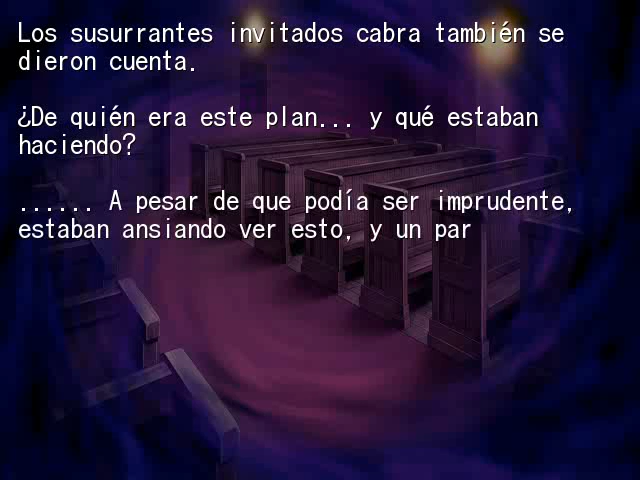 Los susurrantes invitados cabra también se
dieron cuenta.
¿De quién era este plan... y qué estaban
haciendo?
...... A pesar de que podía ser imprudente,
estaban ansiando ver esto, y un par